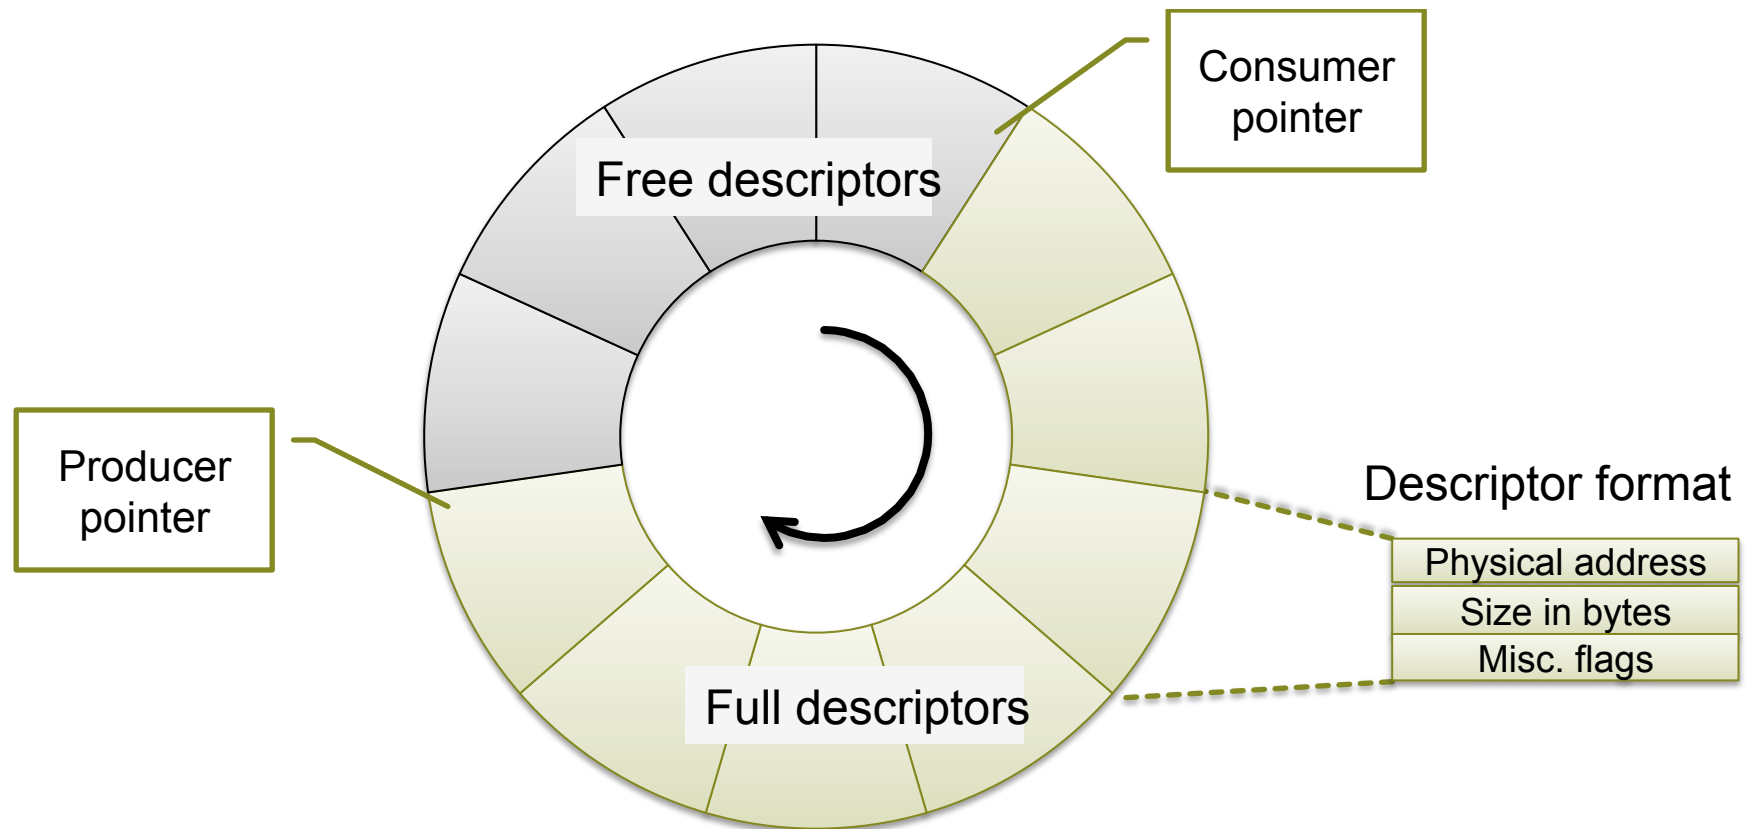 Consumer
pointer
Free descriptors
Producer
pointer
Descriptor format
Physical address
Size in bytes
Misc. flags
Full descriptors